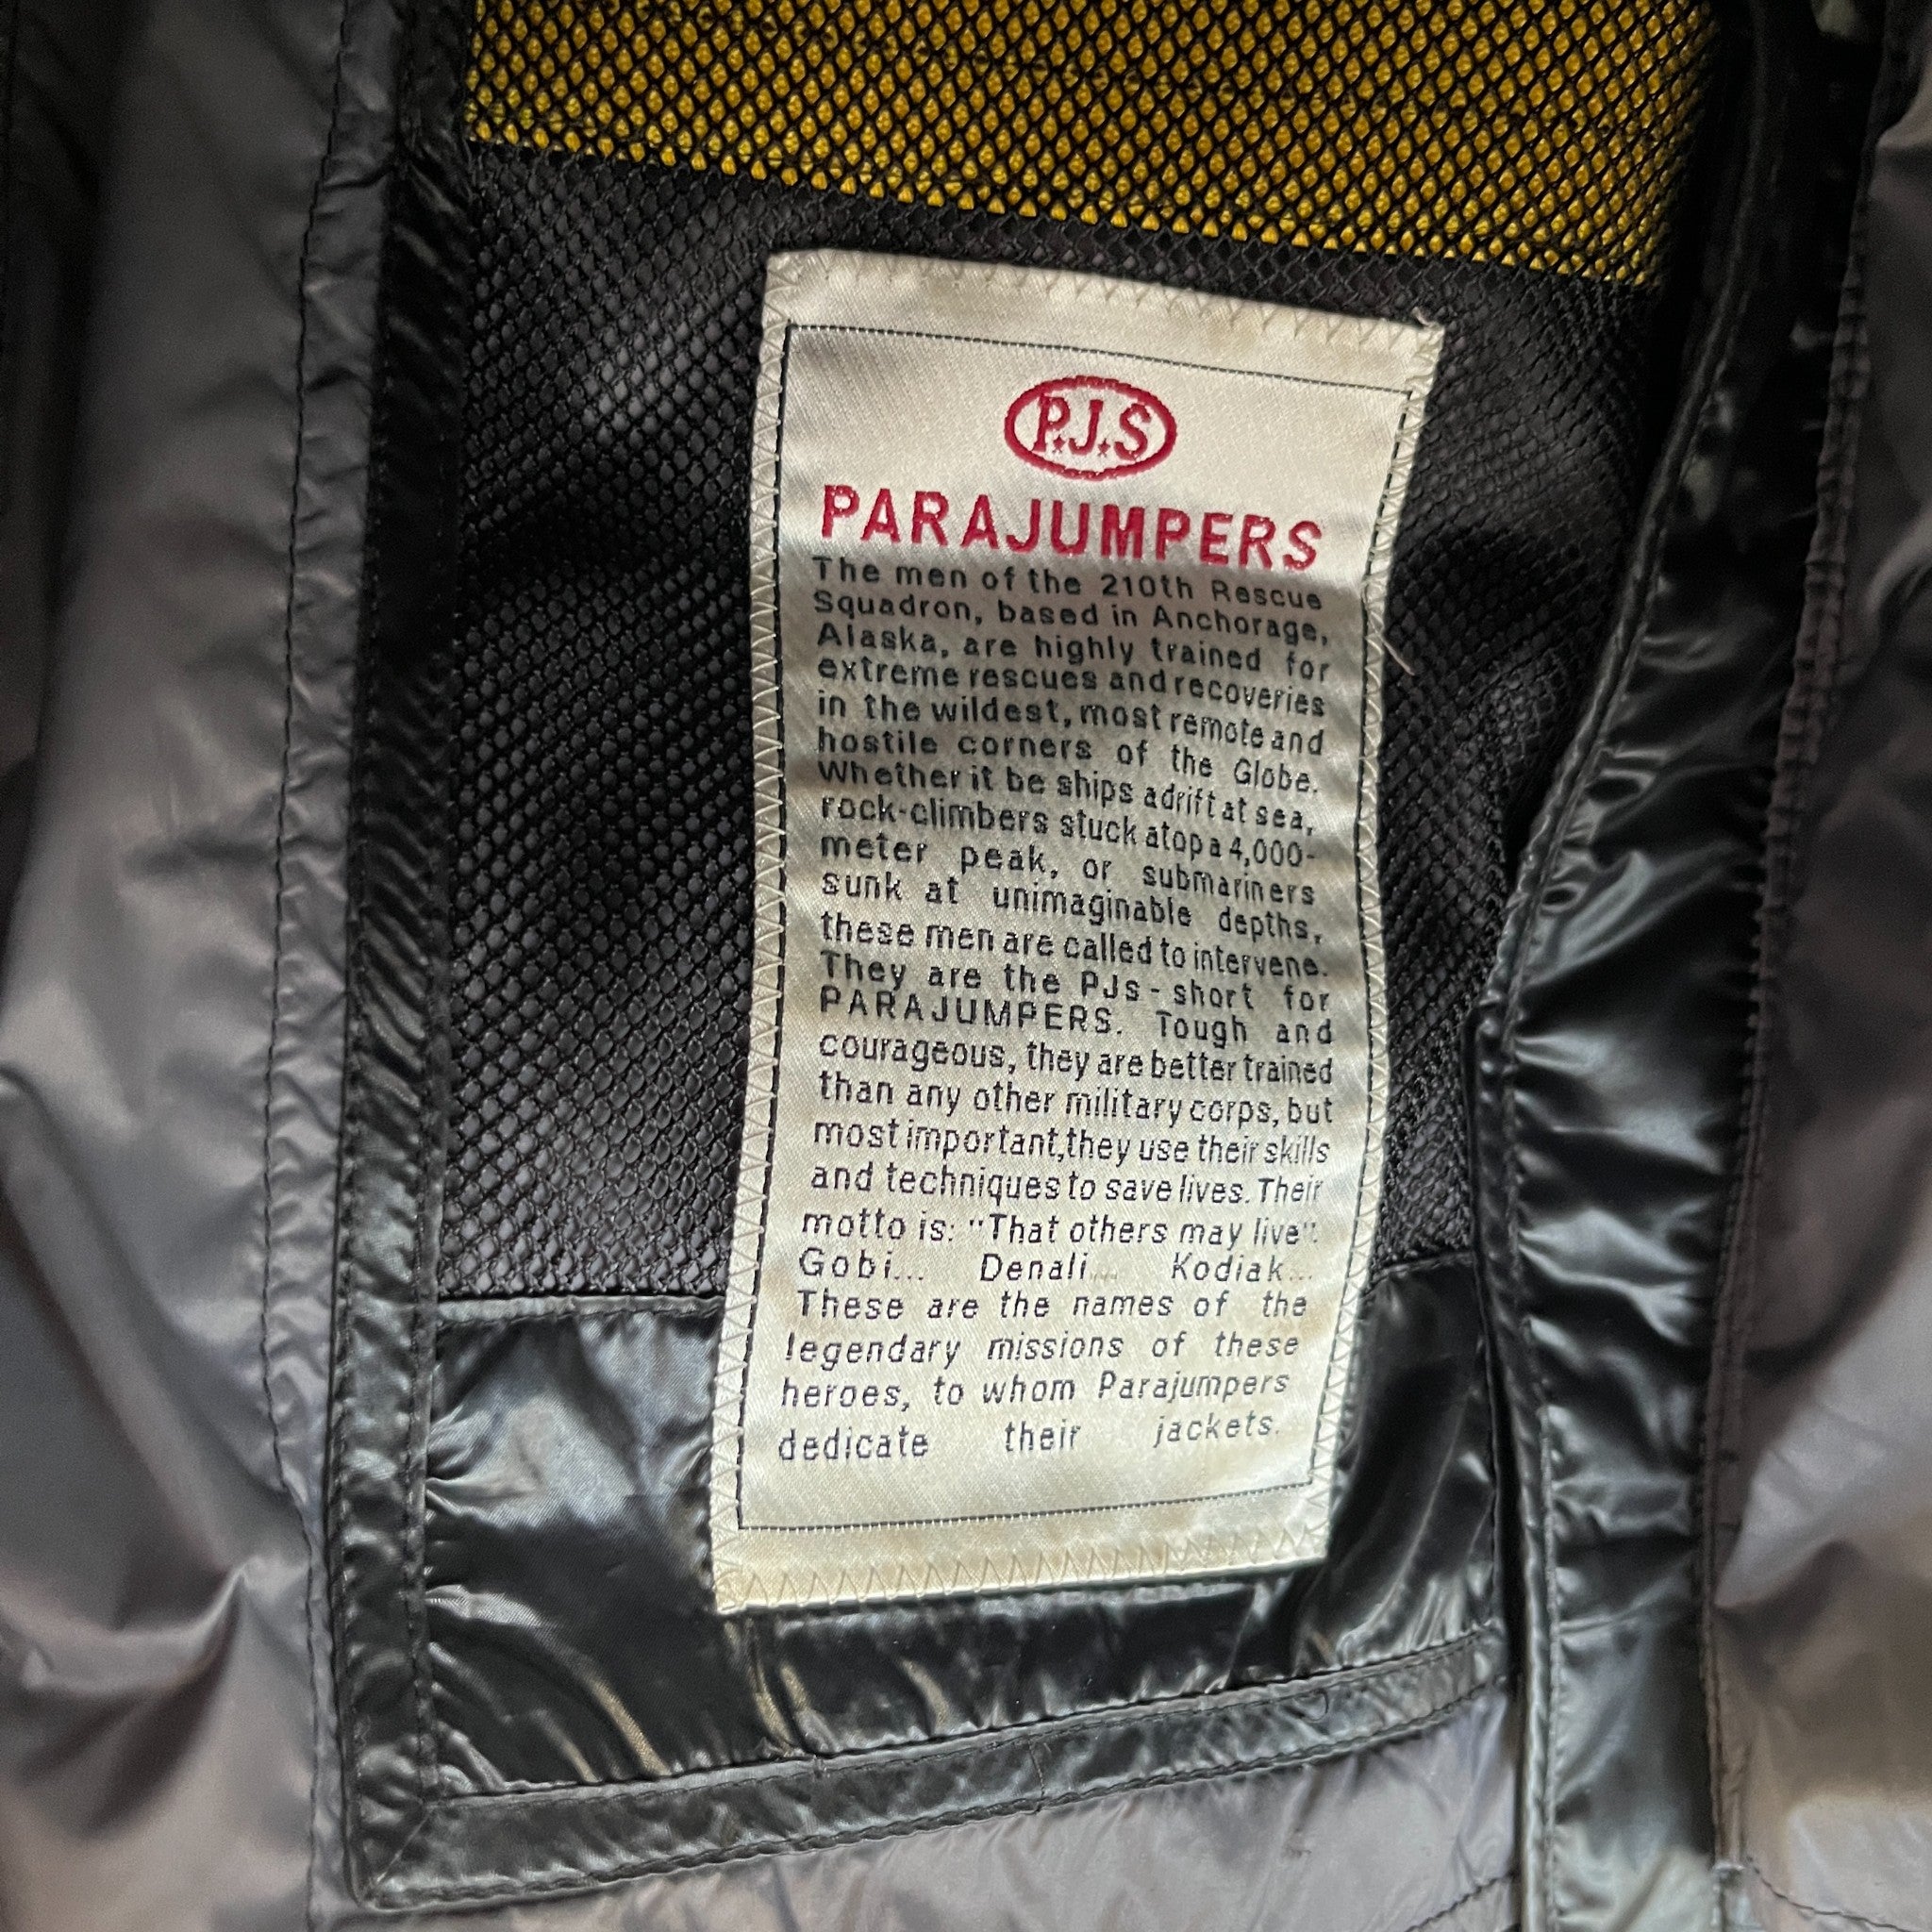 P.J.S
PARAJUMPERS
The men of the 210th Rescue
Squadron, based in Anchorage,
Alaska, are highly trained for
extreme rescues and recoveries
in the wildest, most remote and
hostile corners of the Globe.
Whether it be ships adrift at sea,
rock-climbers stuck atop a 4,000-
meter peak, or submariners
sunk at unimaginable depths,
these men are called to intervene.
They are the PJs - short for
PARAJUMPERS. Tough and
courageous, they are better trained
than any other military corps, but
most important,they use their skills
and techniques to save lives. Their
motto is: "That others may live".
Gobi... Denali... Kodiak...
These are the names of the
legendary missions of these
heroes, to whom Parajumpers
dedicate their jackets.